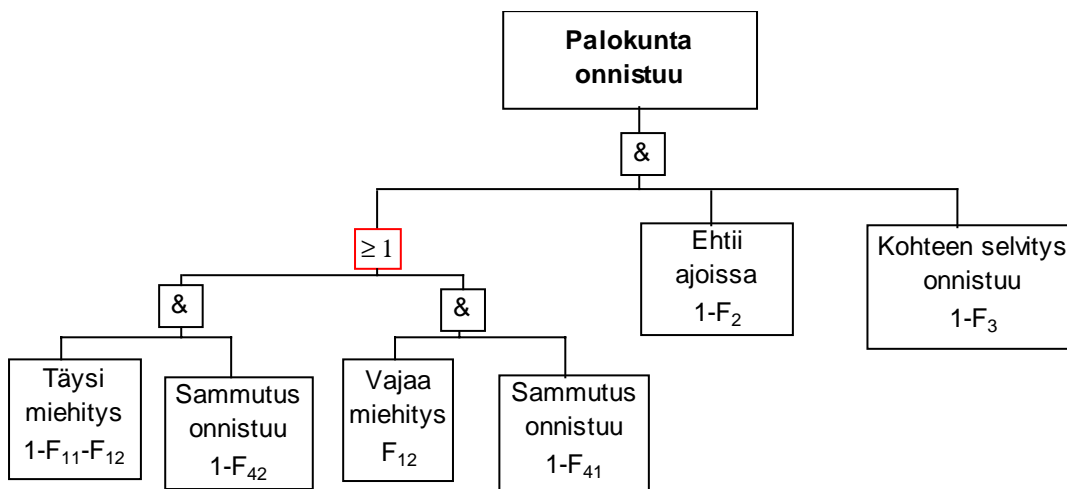 Palokunta
onnistuu
&
≥ 1
Ehtii
ajoissa
1-F₂
Kohteen selvitys
onnistuu
1-F₃
&
&
Täysi
miehitys
1-F₁₁-F₁₂
Sammutus
onnistuu
1-F₄₂
Vajaa
miehitys
F₁₂
Sammutus
onnistuu
1-F₄₁